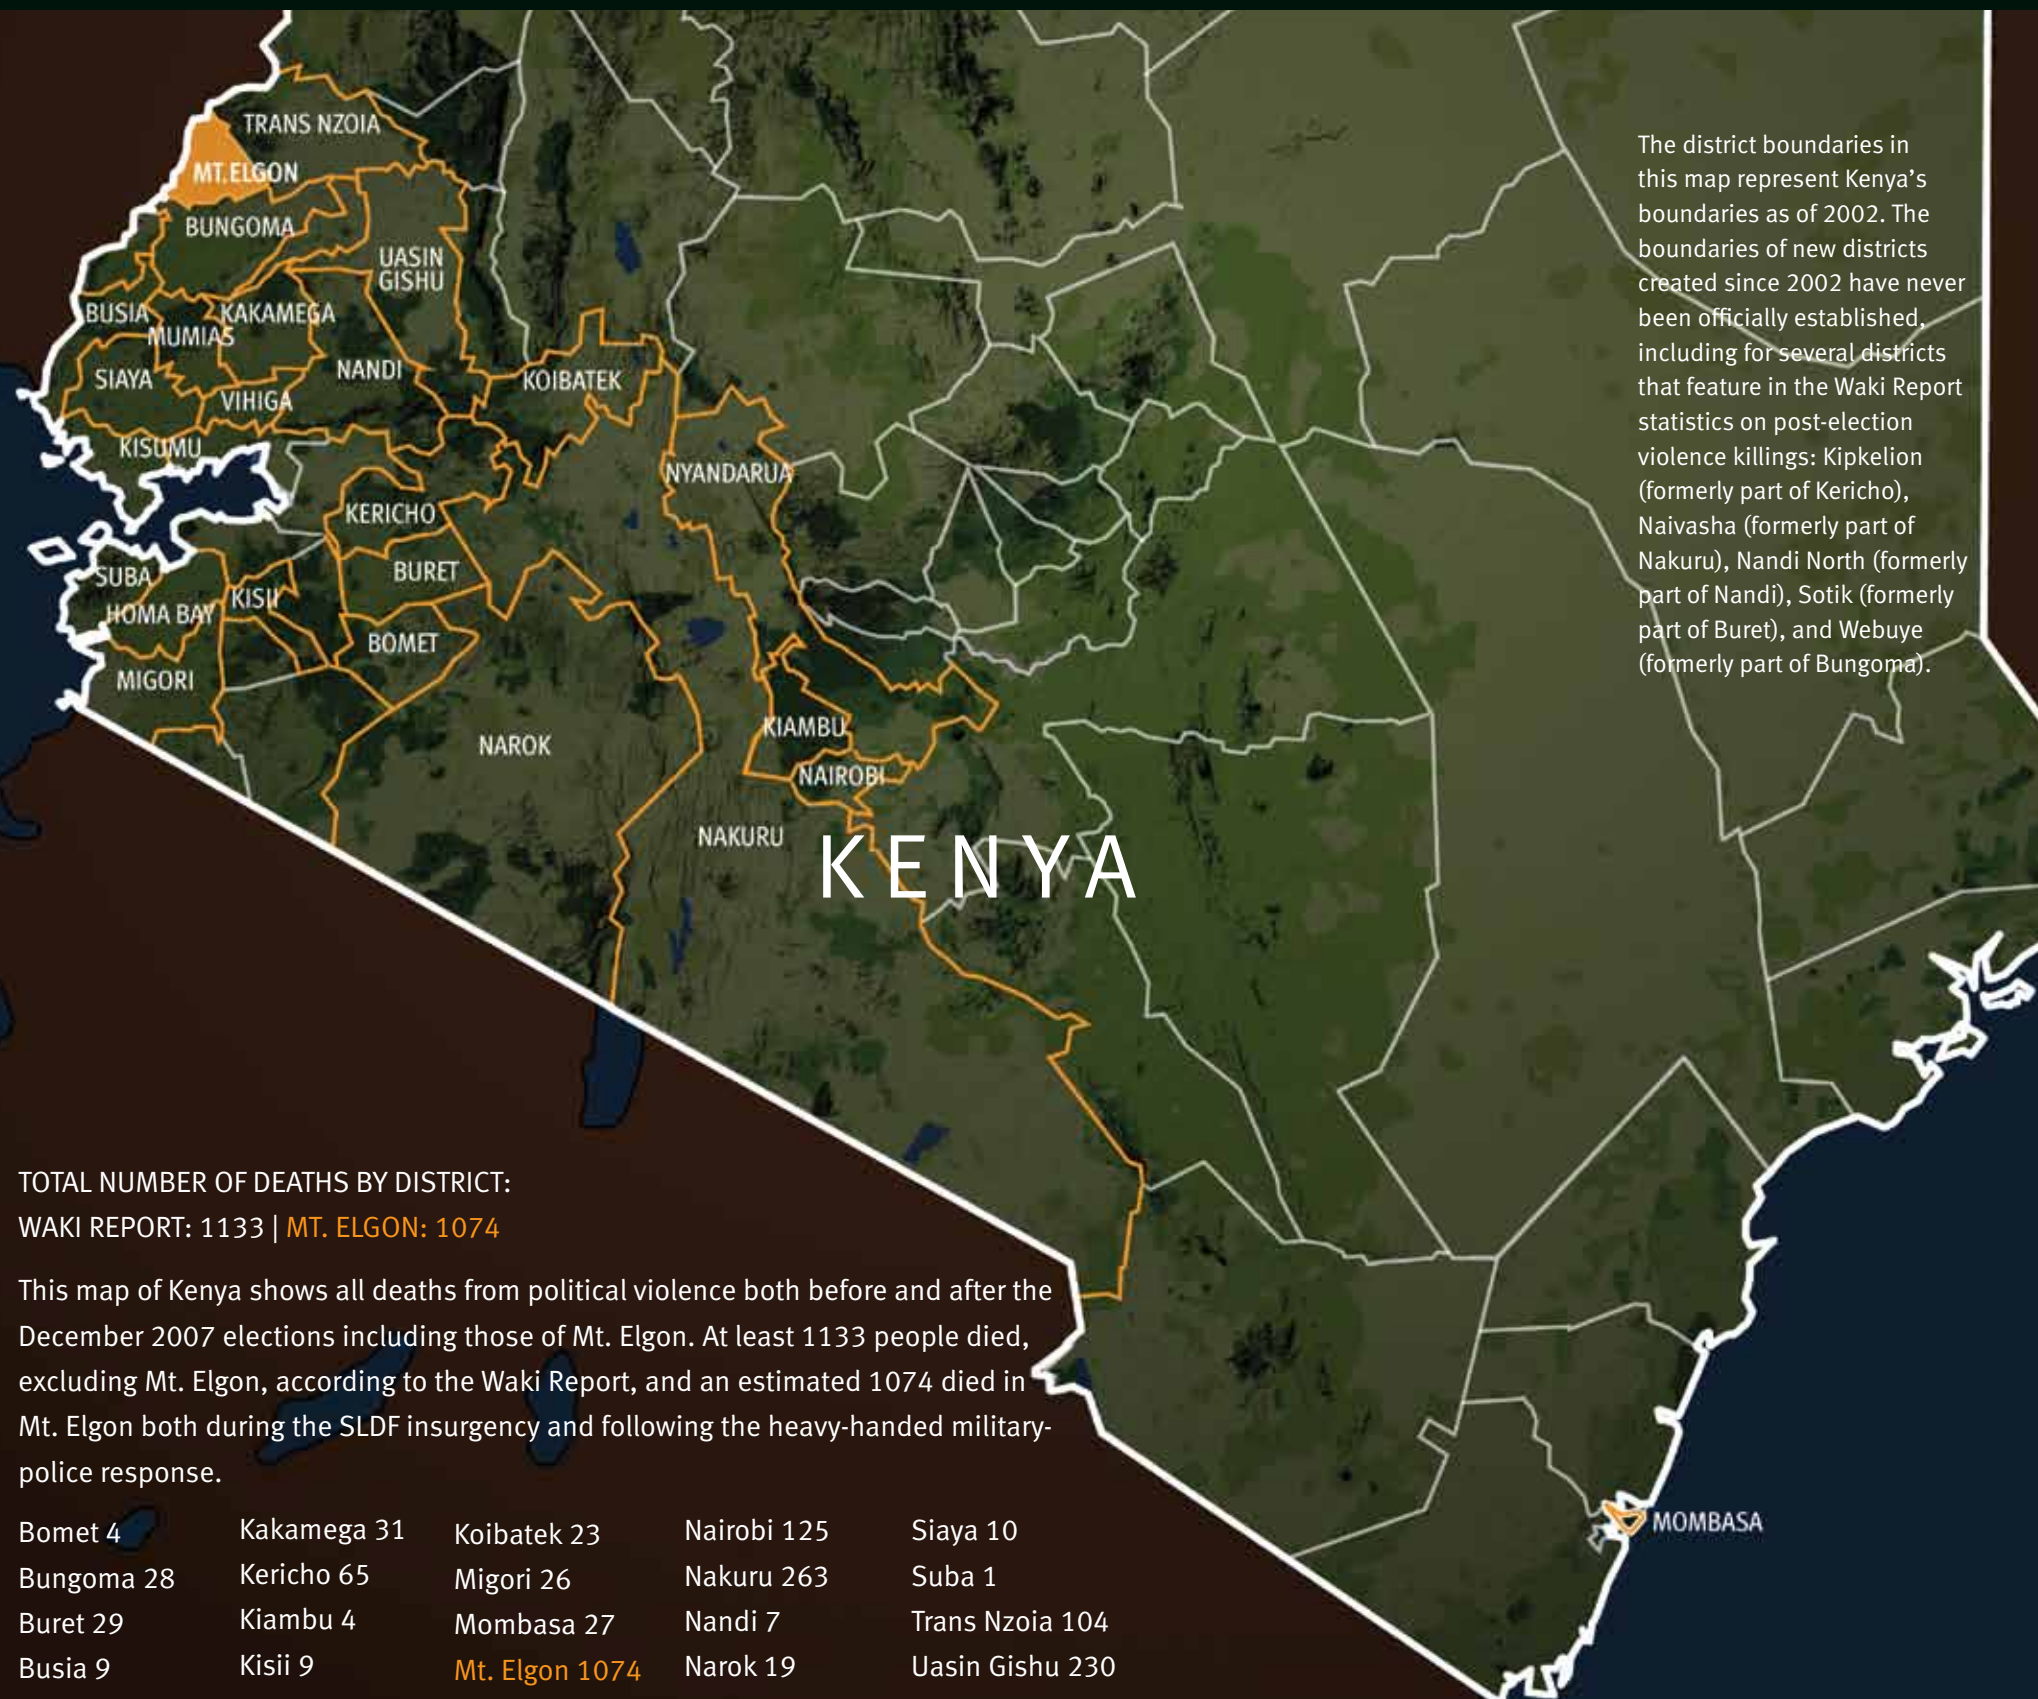 TRANS NZOIA
MT.ELGON
BUNGOMA
UASIN
GISHU
BUSIA
KAKAMEGA
MUMIAS
SIAYA
NANDI
KOIBATEK
VIHIGA
KISUMU
NYANDARUA
KERICHO
BURET
SUBA
KISII
HOMA BAY
BOMET
MIGORI
NAROK
KIAMBU
NAIROBI
NAKURU
KENYA
MOMBASA
The district boundaries in
this map represent Kenya’s
boundaries as of 2002. The
boundaries of new districts
created since 2002 have never
been officially established,
including for several districts
that feature in the Waki Report
statistics on post-election
violence killings: Kipkelion
(formerly part of Kericho),
Naivasha (formerly part of
Nakuru), Nandi North (formerly
part of Nandi), Sotik (formerly
part of Buret), and Webuye
(formerly part of Bungoma).
TOTAL NUMBER OF DEATHS BY DISTRICT:
WAKI REPORT: 1133 | MT. ELGON: 1074
This map of Kenya shows all deaths from political violence both before and after the
December 2007 elections including those of Mt. Elgon. At least 1133 people died,
excluding Mt. Elgon, according to the Waki Report, and an estimated 1074 died in
Mt. Elgon both during the SLDF insurgency and following the heavy-handed military-
police response.
Bomet 4
Bungoma 28
Buret 29
Busia 9
Kakamega 31
Kericho 65
Kiambu 4
Kisii 9
Koibatek 23
Migori 26
Mombasa 27
Mt. Elgon 1074
Nairobi 125
Nakuru 263
Nandi 7
Narok 19
Siaya 10
Suba 1
Trans Nzoia 104
Uasin Gishu 230